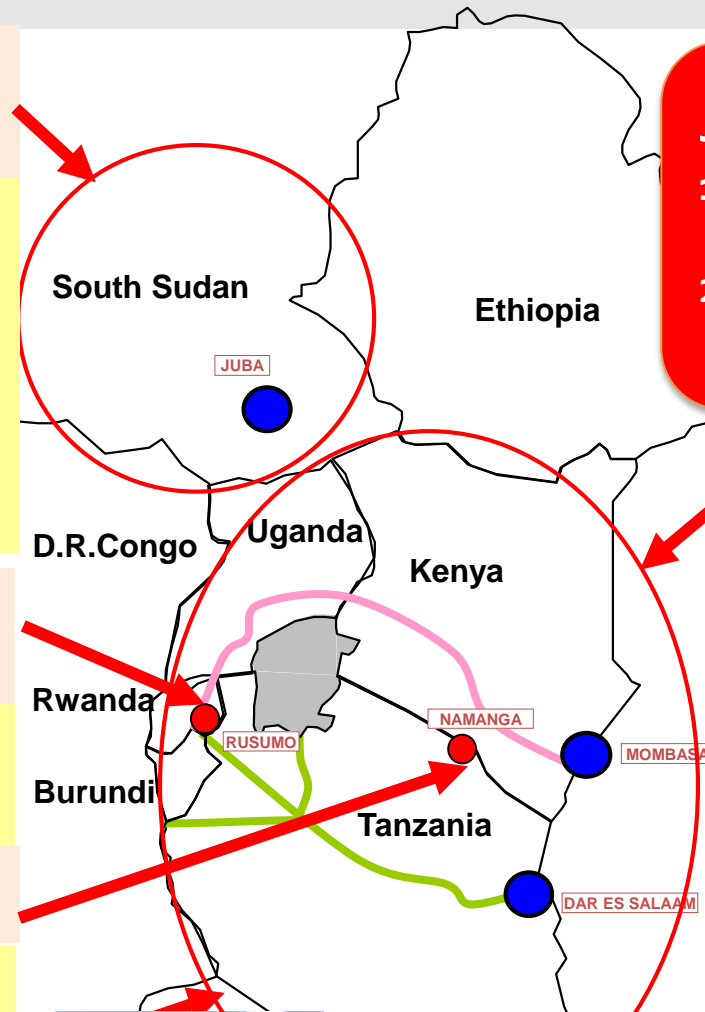 South Sudan
Ethiopia
JUBA
Uganda
D.R.Congo
Kenya
Rwanda
NAMANGA
RUSUMO
MOMBASA
Burundi
Tanzania
DAR ES SALAAM